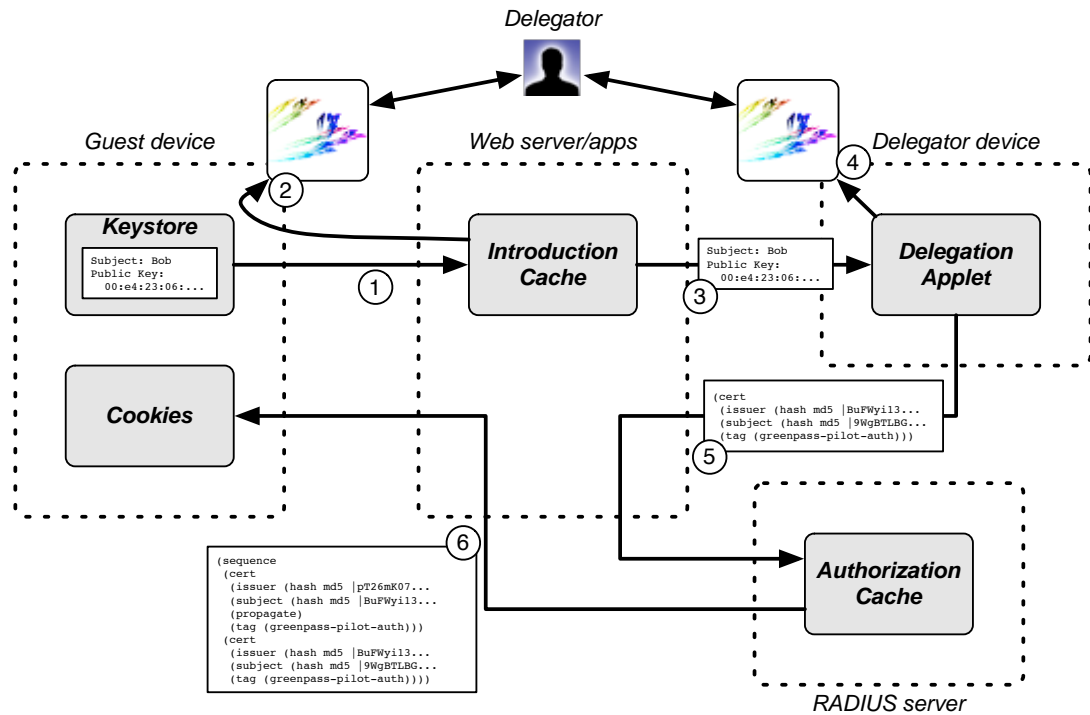 Delegator
Guest device
Web server/apps
Delegator device
2
4
Keystore
Subject: Bob
Public Key:
00:e4:23:06:...
1
Introduction
Cache
Subject: Bob
Public Key:
00:e4:23:06:...
3
Delegation
Applet
Cookies
(cert
(issuer (hash md5 |BuFWyi13...
(subject (hash md5 |9WgBTLBG...
(tag (greenpass-pilot-auth)))
5
6
(sequence
(cert
(issuer (hash md5 |pT26mK07...
(subject (hash md5 |BuFWyi13...
(propagate)
(tag (greenpass-pilot-auth)))
(cert
(issuer (hash md5 |BuFWyi13...
(subject (hash md5 |9WgBTLBG...
(tag (greenpass-pilot-auth))))
Authorization
Cache
RADIUS server